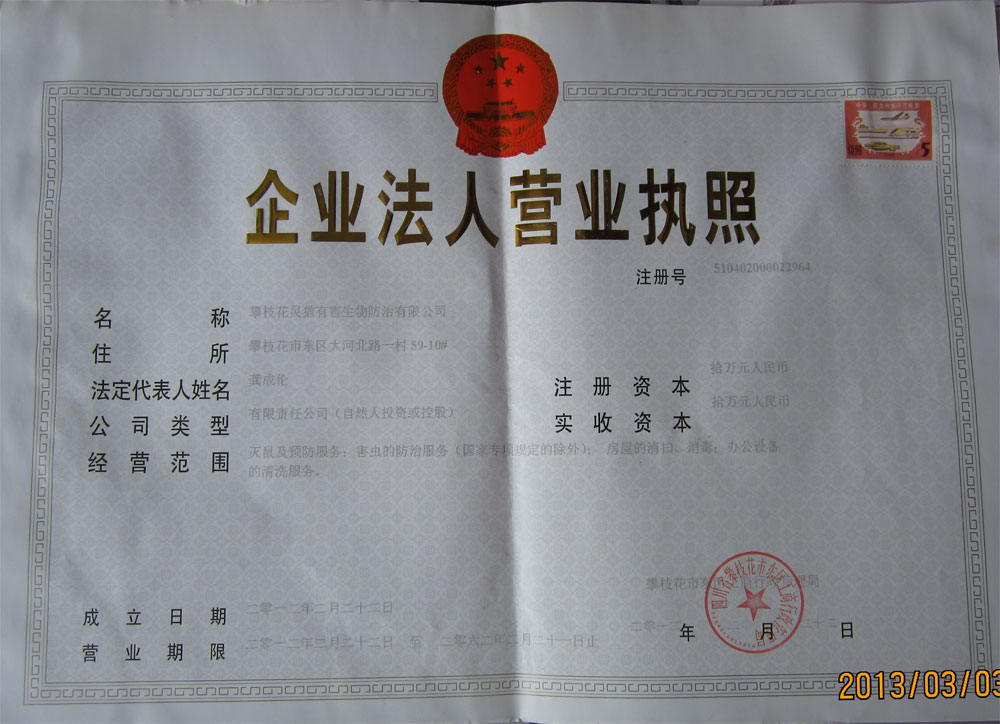 企业法人营业执照
注册号 510402000022964
名称 攀枝花灵猫有害生物防治有限公司
住所 攀枝花市东区大河北路一村59-10#
法定代表人姓名 龚成伦
注册资本 拾万元人民币
公司类型 有限责任公司（自然人投资或控股）
实收资本 拾万元人民币
经营范围 灭鼠及预防服务；害虫的防治服务（国家专项规定的除外）；房屋的清扫、消毒；办公设备
的清洗服务。
成立日期 二零一二年二月二十二日
营业期限 二零一二年二月二十二日 至 二零六二年二月二十一日止
年 月 日
2013/03/03